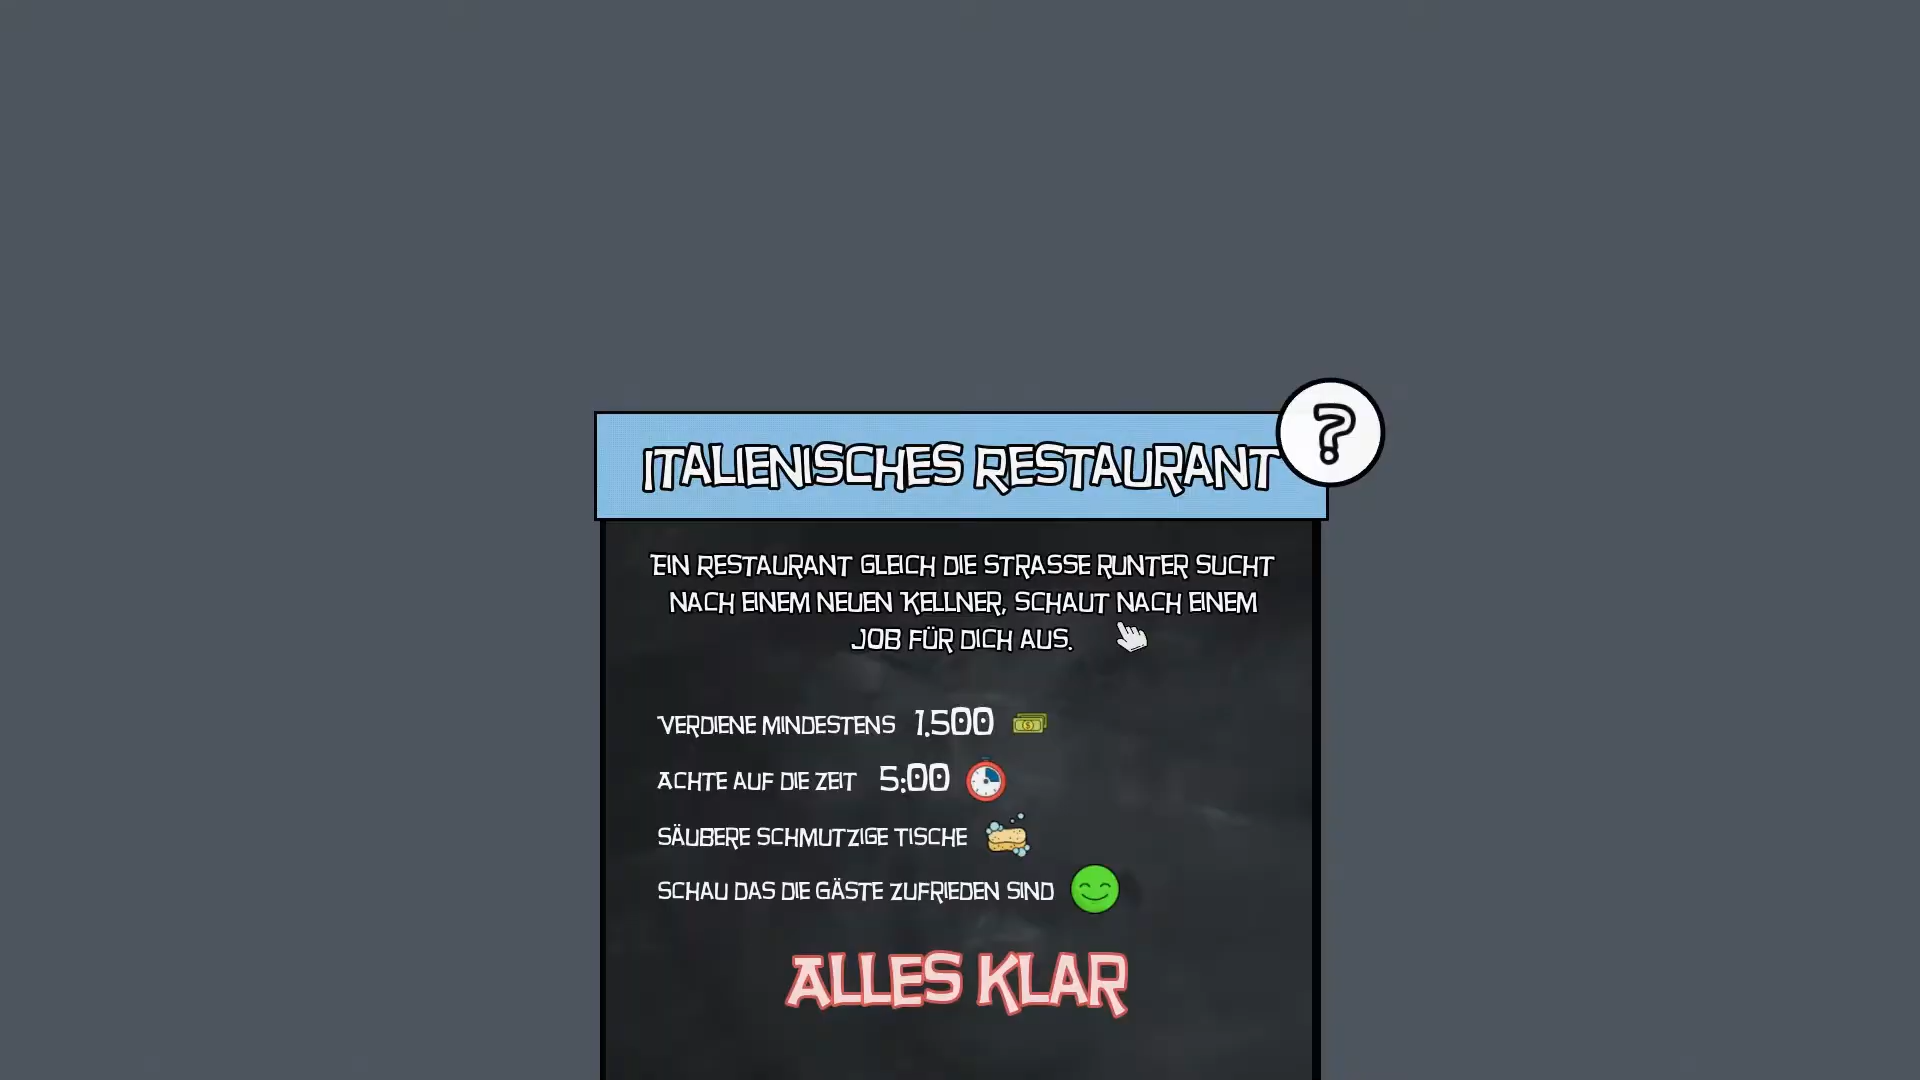 ?
ITALIENISCHES RESTAURANT
EIN RESTAURANT GLEICH DIE STRASSE RUNTER SUCHT
NACH EINEM NEUEN KELLNER, SCHAUT NACH EINEM
JOB FÜR DICH AUS.
VERDIENE MINDESTENS 1.500
ACHTE AUF DIE ZEIT 5:00
SÄUBERE SCHMUTZIGE TISCHE
SCHAU DAS DIE GÄSTE ZUFRIEDEN SIND
ALLES KLAR